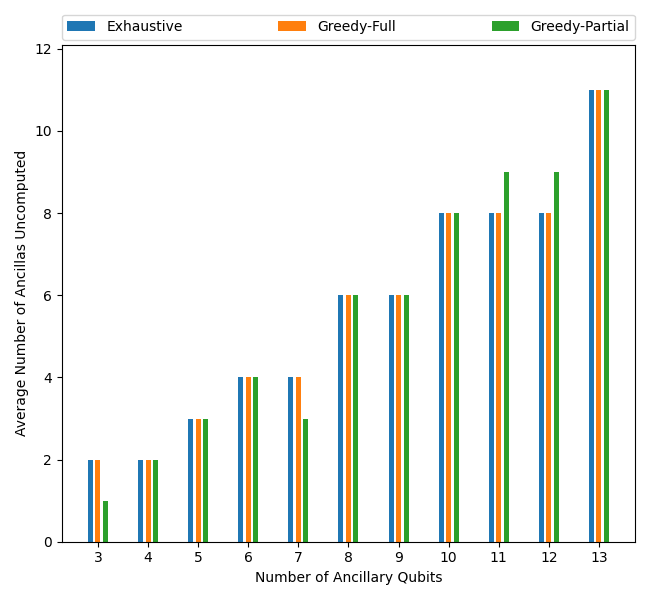 Exhaustive Greedy-Full Greedy-Partial
12
10
8
6
4
2
0
Average Number of Ancillas Uncomputed
3 4 5 6 7 8 9 10 11 12 13
Number of Ancillary Qubits